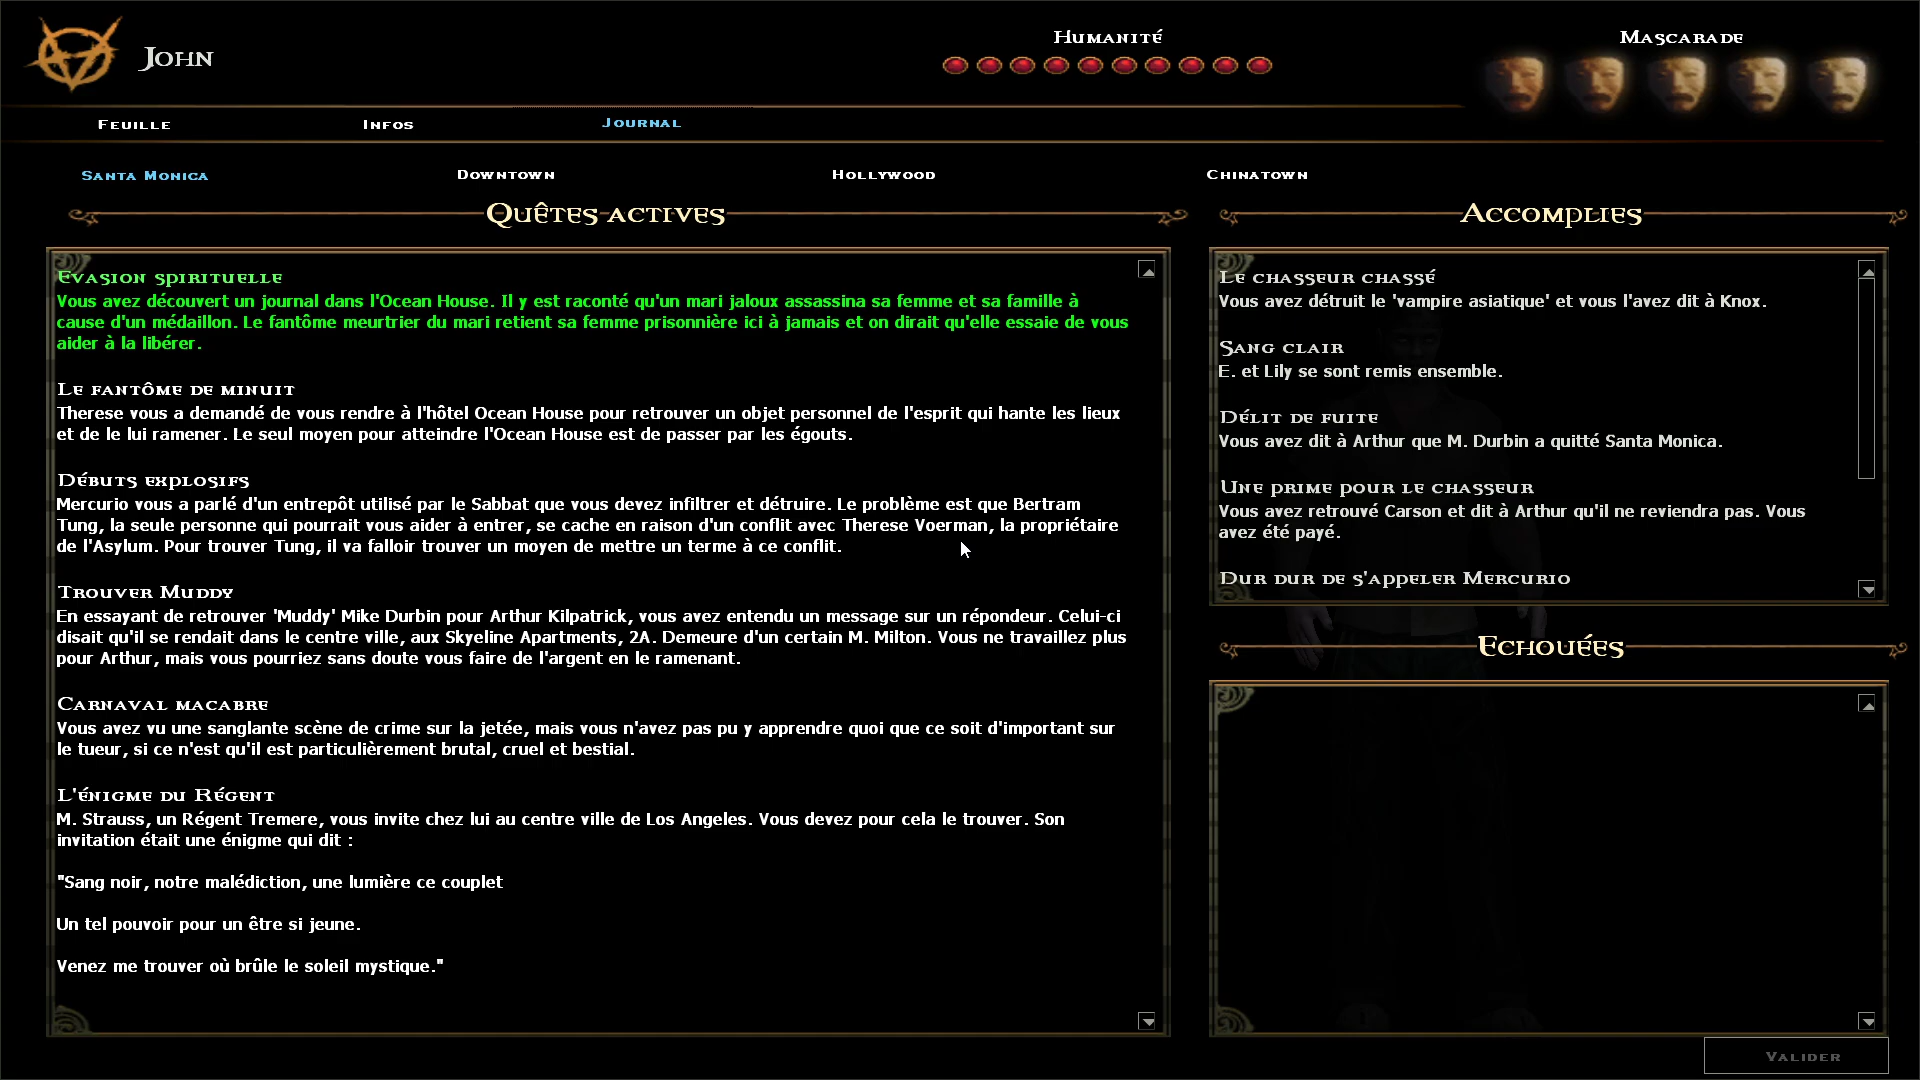 John
Humanité
Mascarade
Feuille
Infos
Journal
Santa Monica
Downtown
Hollywood
Chinatown
Quêtes actives
Evasion spirituelle
Vous avez découvert un journal dans l'Ocean House. Il y est raconté qu'un mari jaloux assassina sa femme et sa famille à
cause d'un médaillon. Le fantôme meurtrier du mari retient sa femme prisonnière ici à jamais et on dirait qu'elle essaie de vous
aider à la libérer.
Le fantôme de minuit
Therese vous a demandé de vous rendre à l'hôtel Ocean House pour retrouver un objet personnel de l'esprit qui hante les lieux
et de le lui ramener. Le seul moyen pour atteindre l'Ocean House est de passer par les égouts.
Débuts explosifs
Mercurio vous a parlé d'un entrepôt utilisé par le Sabbat que vous devez infiltrer et détruire. Le problème est que Bertram
Tung, la seule personne qui pourrait vous aider à entrer, se cache en raison d'un conflit avec Therese Voerman, la propriétaire
de l'Asylum. Pour trouver Tung, il va falloir trouver un moyen de mettre un terme à ce conflit.
Trouver Muddy
En essayant de retrouver 'Muddy' Mike Durbin pour Arthur Kilpatrick, vous avez entendu un message sur un répondeur. Celui-ci
disait qu'il se rendait dans le centre ville, aux Skyeline Apartments, 2A. Demeure d'un certain M. Milton. Vous ne travaillez plus
pour Arthur, mais vous pourriez sans doute vous faire de l'argent en le ramenant.
Carnaval macabre
Vous avez vu une sanglante scène de crime sur la jetée, mais vous n'avez pas pu y apprendre quoi que ce soit d'important sur
le tueur, si ce n'est qu'il est particulièrement brutal, cruel et bestial.
L'énigme du Régent
M. Strauss, un Régent Tremere, vous invite chez lui au centre ville de Los Angeles. Vous devez pour cela le trouver. Son
invitation était une énigme qui dit :
"Sang noir, notre malédiction, une lumière ce couplet
Un tel pouvoir pour un être si jeune.
Venez me trouver où brûle le soleil mystique."
Accomplies
Le chasseur chassé
Vous avez détruit le 'vampire asiatique' et vous l'avez dit à Knox.
Sang clair
E. et Lily se sont remis ensemble.
Délit de fuite
Vous avez dit à Arthur que M. Durbin a quitté Santa Monica.
Une prime pour le chasseur
Vous avez retrouvé Carson et dit à Arthur qu'il ne reviendra pas. Vous
avez été payé.
Dur dur de s'appeler Mercurio
Echouées
Valider